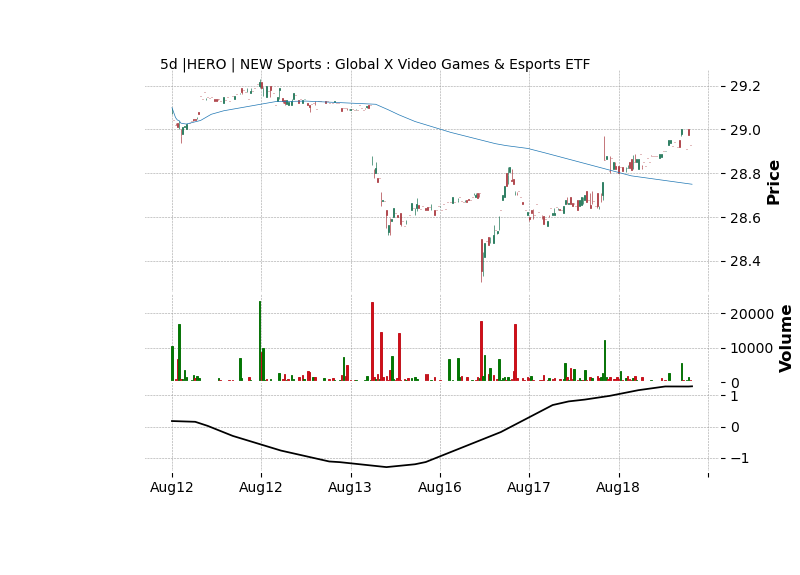 5d |HERO | NEW Sports : Global X Video Games & Esports ETF
29.2
29.0
28.8
28.6
28.4
Price
20000
10000
0
Volume
1
0
−1
Aug12 Aug12 Aug13 Aug16 Aug17 Aug18